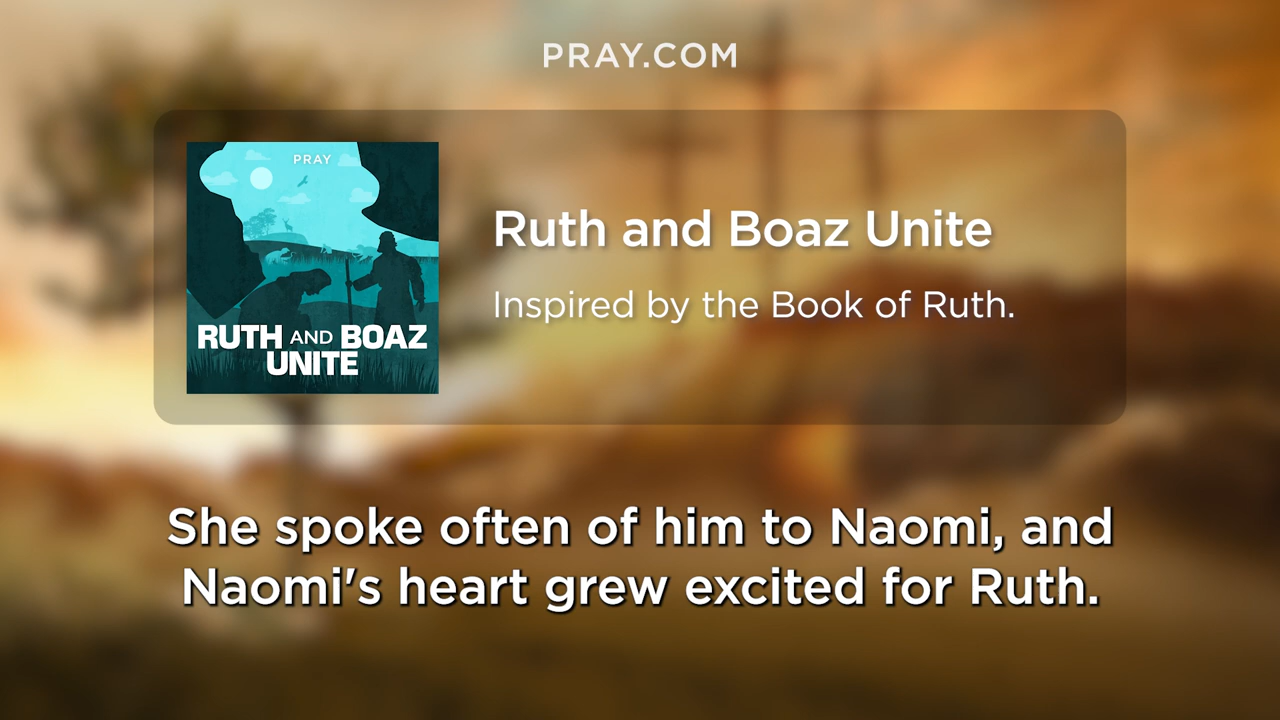 PRAY.COM
PRAY
RUTH AND BOAZ
UNITE
Ruth and Boaz Unite
Inspired by the Book of Ruth.
She spoke often of him to Naomi, and
Naomi's heart grew excited for Ruth.